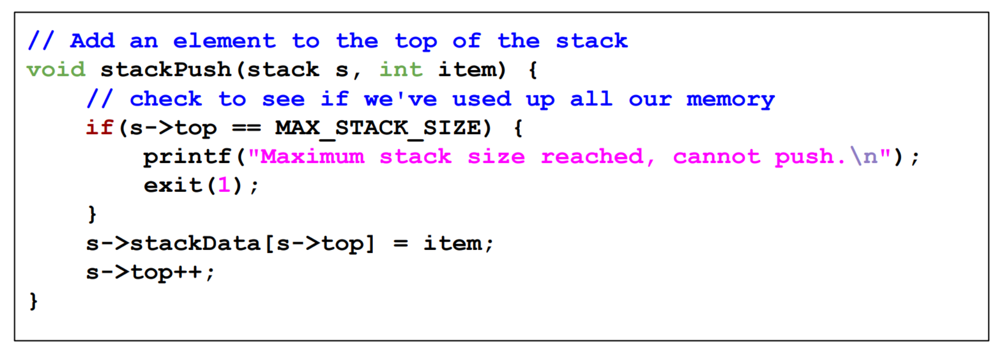 // Add an element to the top of the stack
void stackPush(stack s, int item) {
    // check to see if we've used up all our memory
    if(s->top == MAX_STACK_SIZE) {
        printf("Maximum stack size reached, cannot push.\n");
        exit(1);
    }
    s->stackData[s->top] = item;
    s->top++;
}